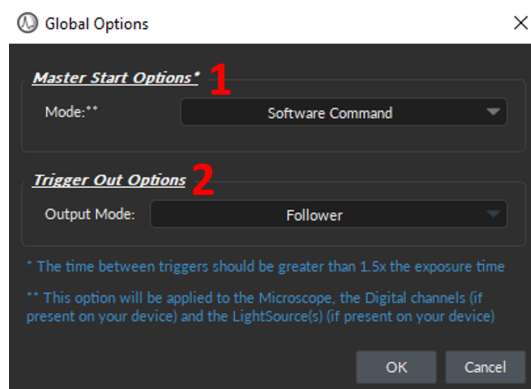 Global Options
Master Start Options*
1
Mode:**
Software Command
Trigger Out Options
2
Output Mode:
Follower
* The time between triggers should be greater than 1.5x the exposure time
** This option will be applied to the Microscope, the Digital channels (if
present on your device) and the LightSource(s) (if present on your device)
OK
Cancel